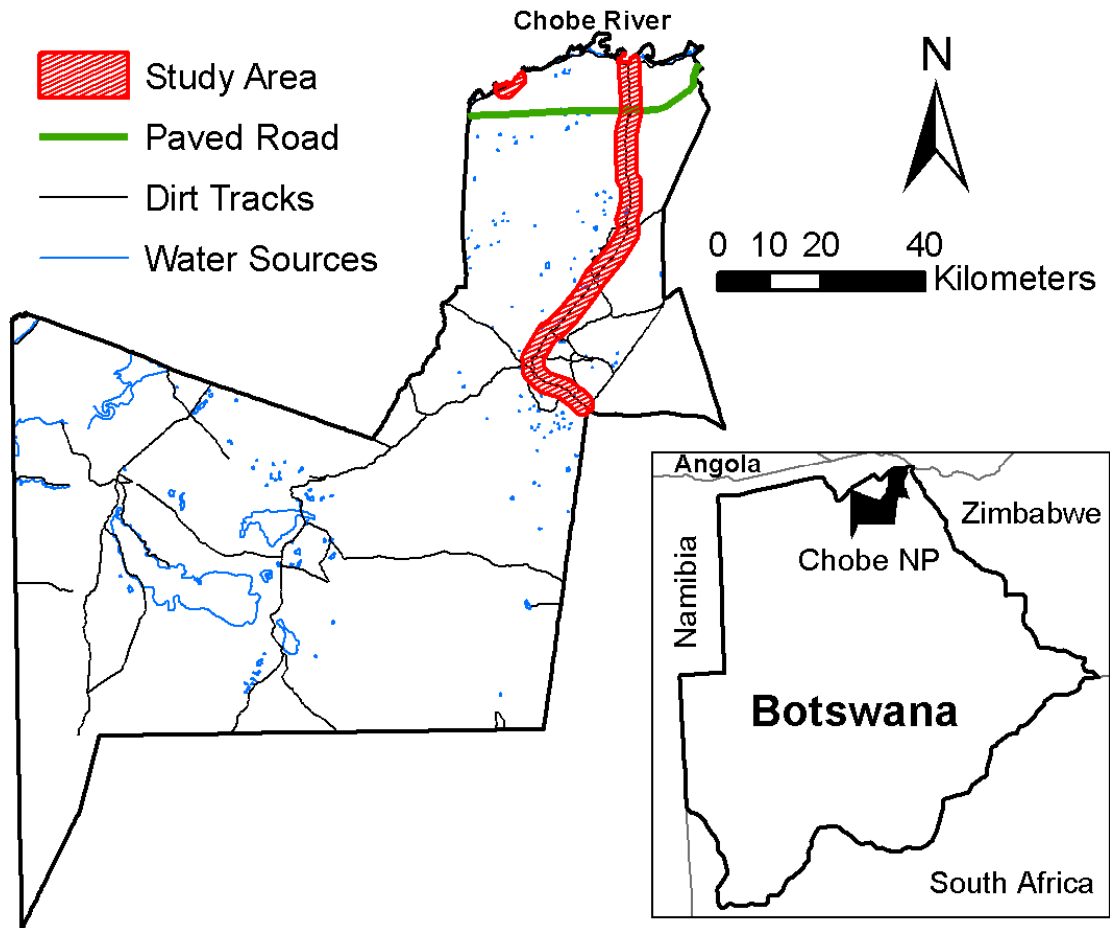 Chobe River
Study Area
Paved Road
Dirt Tracks
Water Sources
N
0 10 20 40
Kilometers
Angola
Zimbabwe
Chobe NP
Namibia
Botswana
South Africa